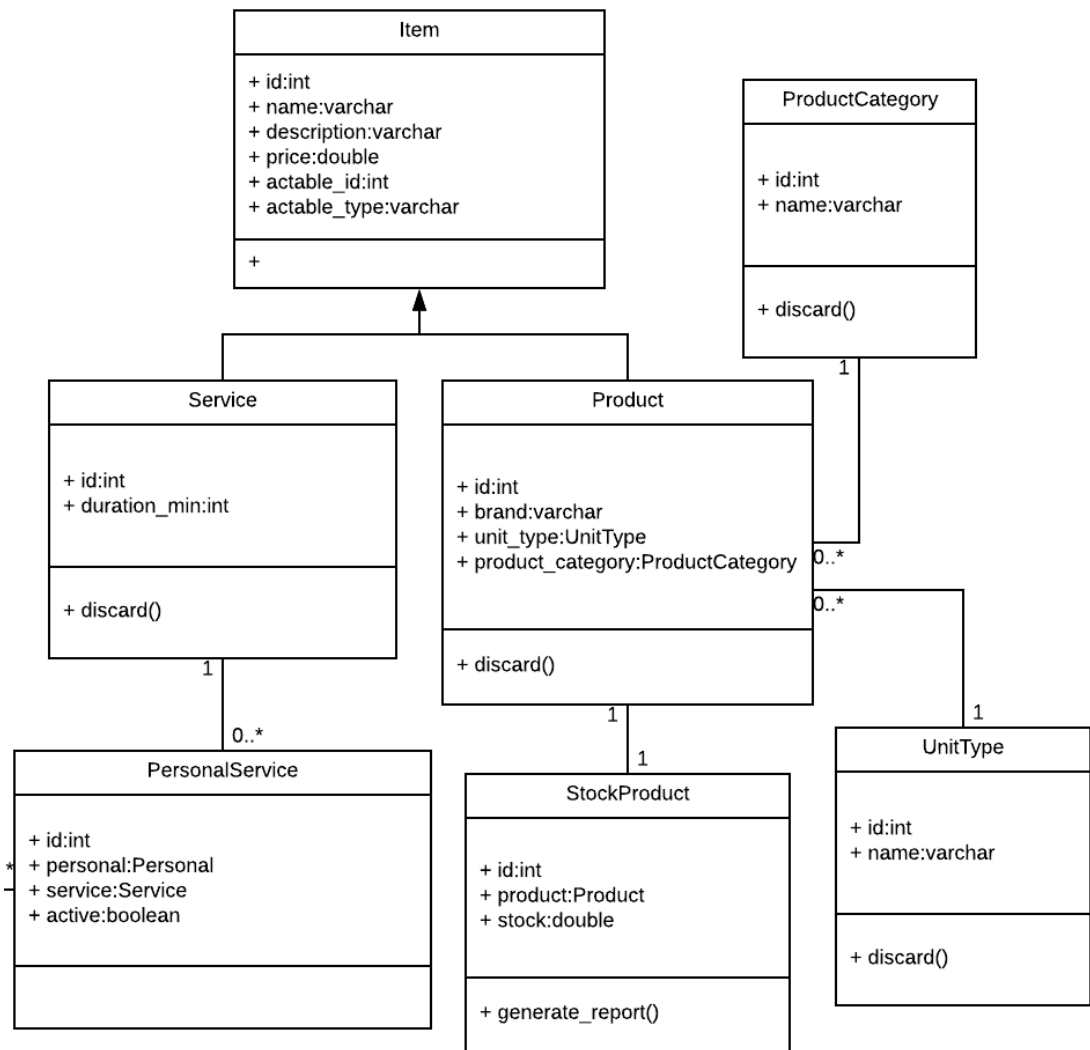 Item
+ id:int
+ name:varchar
+ description:varchar
+ price:double
+ actable_id:int
+ actable_type:varchar
+
ProductCategory
+ id:int
+ name:varchar
+ discard()
1
Service
+ id:int
+ duration_min:int
+ discard()
1
0..*
Product
+ id:int
+ brand:varchar
+ unit_type:UnitType
+ product_category:ProductCategory
+ discard()
0..*
0..*
1
1
1
PersonalService
+ id:int
+ personal:Personal
+ service:Service
+ active:boolean
*
StockProduct
+ id:int
+ product:Product
+ stock:double
+ generate_report()
UnitType
+ id:int
+ name:varchar
+ discard()